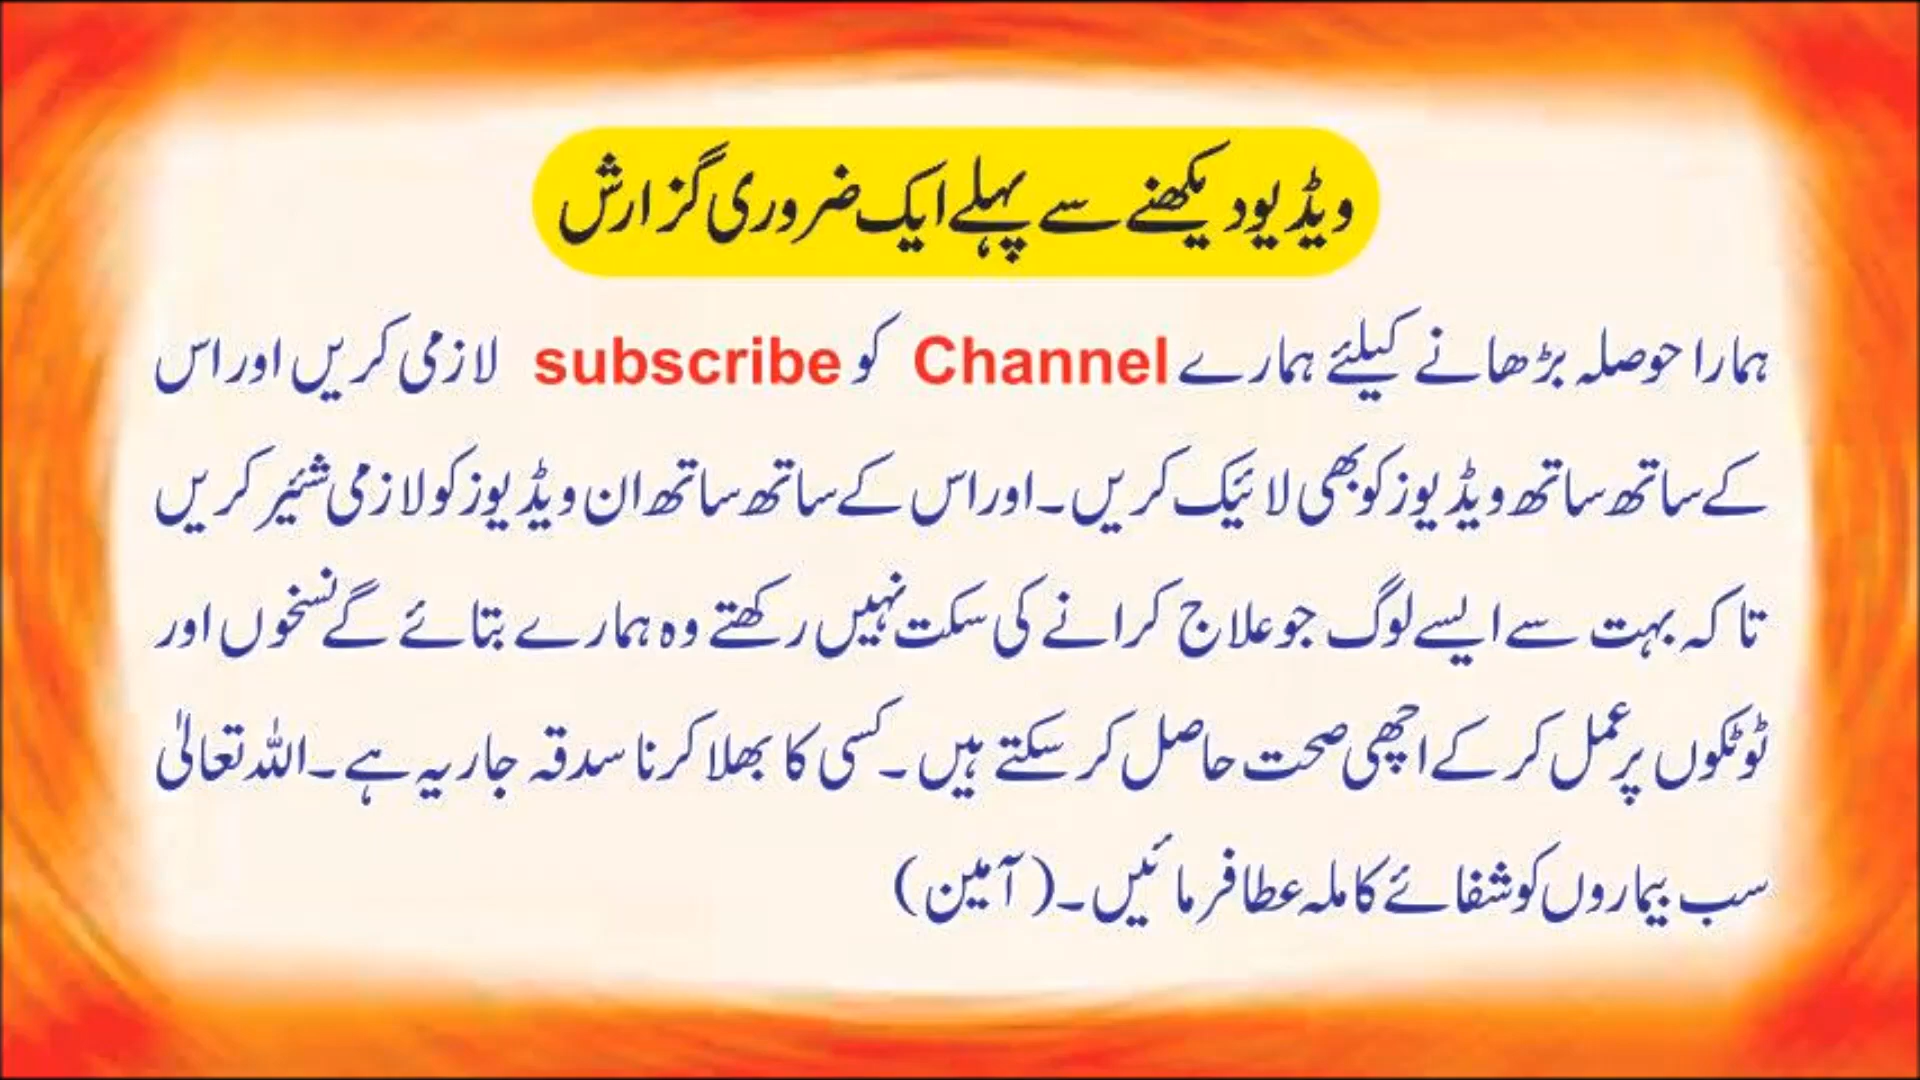 ویڈیو دیکھنے سے پہلے ایک ضروری گزارش
ہمارا حوصلہ بڑھانے کیلئے ہمارے Channel کو subscribe لازمی کریں اور اس
کے ساتھ ساتھ ویڈیوز کو بھی لائیک کریں۔ اور اس کے ساتھ ساتھ ان ویڈیوز کو لازمی شئیر کریں
تاکہ بہت سے ایسے لوگ جو علاج کرانے کی سکت نہیں رکھتے وہ ہمارے بتائے گے نسخوں اور
ٹوٹکوں پر عمل کر کے اچھی صحت حاصل کر سکتے ہیں۔ کسی کا بھلا کرنا سدقہ جاریہ ہے۔ اللہ تعالیٰ
سب بیماروں کو شفائے کاملہ عطا فرمائیں۔ (آمین)